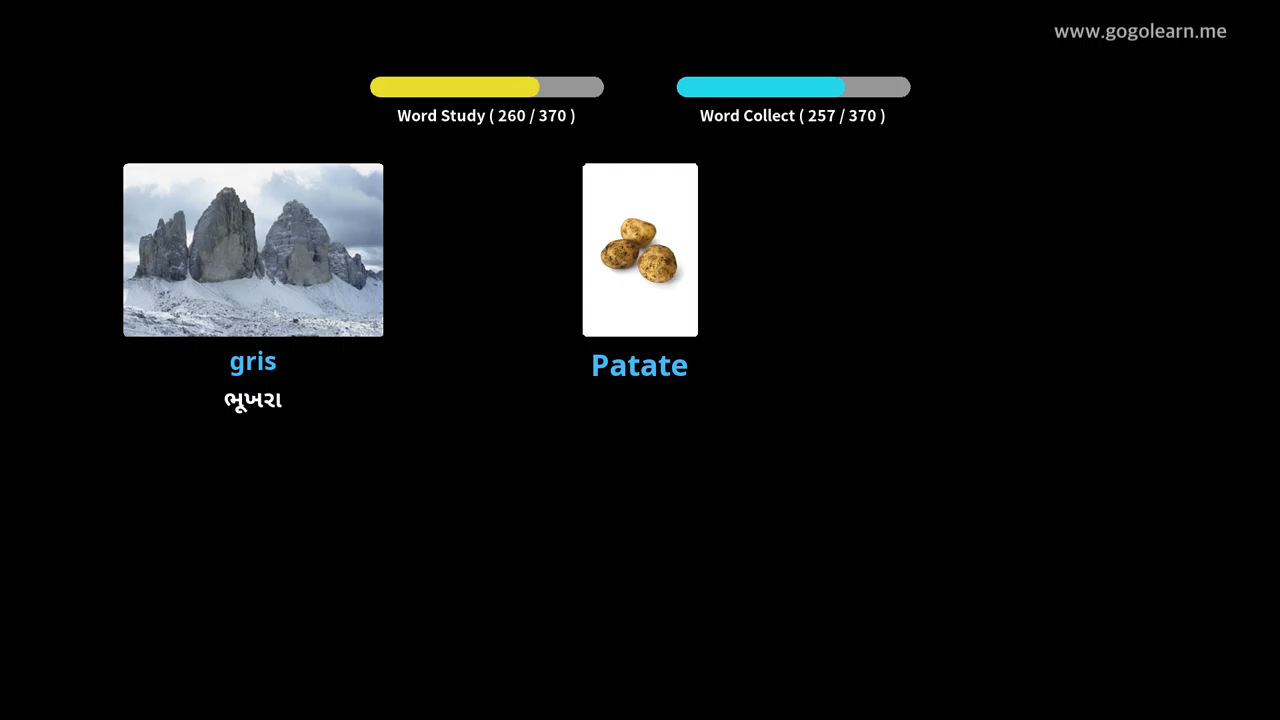 www.gogolearn.me
Word Study ( 260 / 370 )
Word Collect ( 257 / 370 )
gris
ભૂખરા
Patate